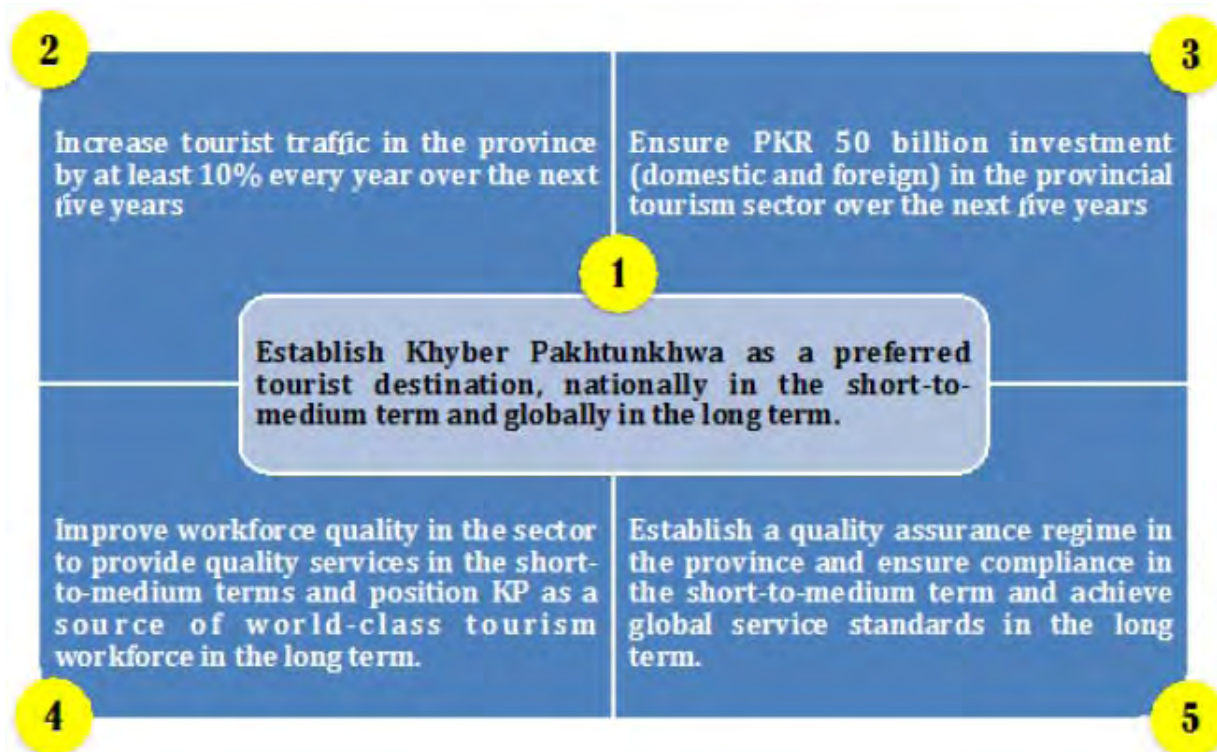 2
Increase tourist traffic in the province
by at least 10% every year over the next
five years
3
Ensure PKR 50 billion investment
(domestic and foreign) in the provincial
tourism sector over the next five years
1
Establish Khyber Pakhtunkhwa as a preferred
tourist destination, nationally in the short-to-
medium term and globally in the long term.
Improve workforce quality in the sector
to provide quality services in the short-
to-medium terms and position KP as a
source of world-class tourism
workforce in the long term.
4
Establish a quality assurance regime in
the province and ensure compliance in
the short-to-medium term and achieve
global service standards in the long
term.
5